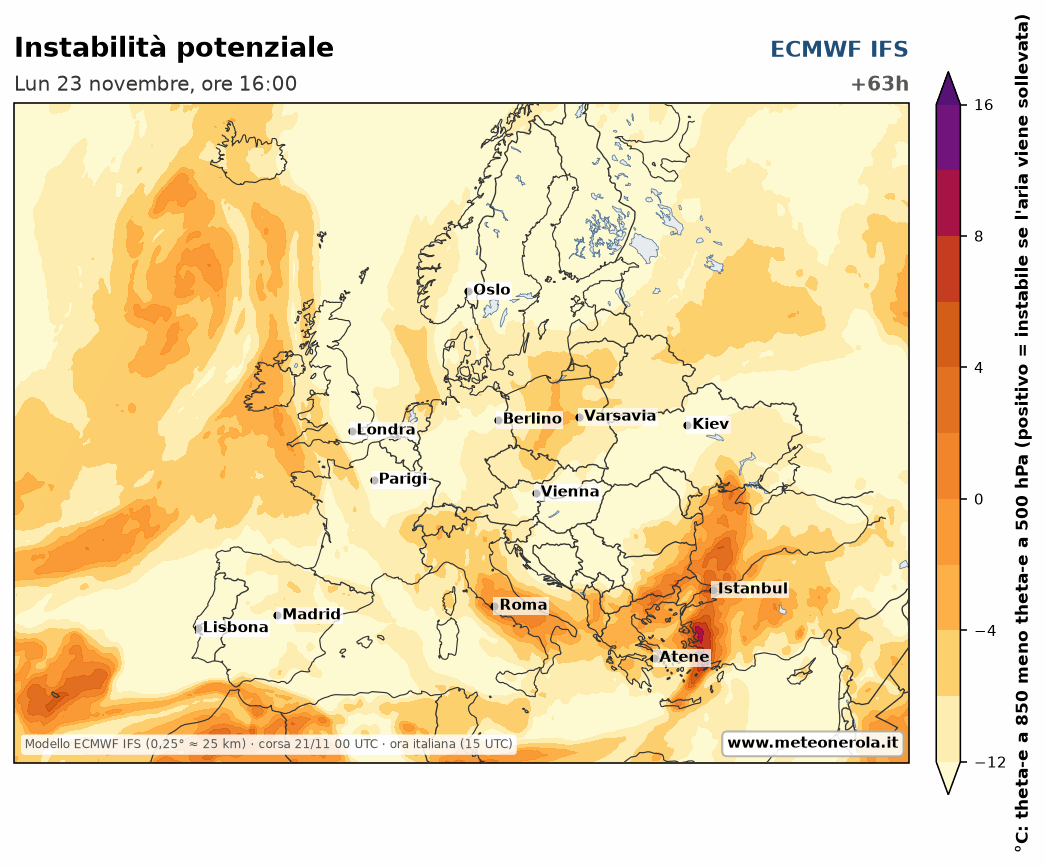 Instabilità potenziale
ECMWF IFS
Lun 23 novembre, ore 16:00
+63h
16
8
4
0
−4
−12
°C: theta-e a 850 meno theta-e a 500 hPa (positivo = instabile se l'aria viene sollevata)
Oslo
Berlino
Varsavia
Kiev
Londra
Parigi
Vienna
Istanbul
Roma
Madrid
Lisbona
Atene
Modello ECMWF IFS (0,25° ≈ 25 km) · corsa 21/11 00 UTC · ora italiana (15 UTC)
www.meteonerola.it